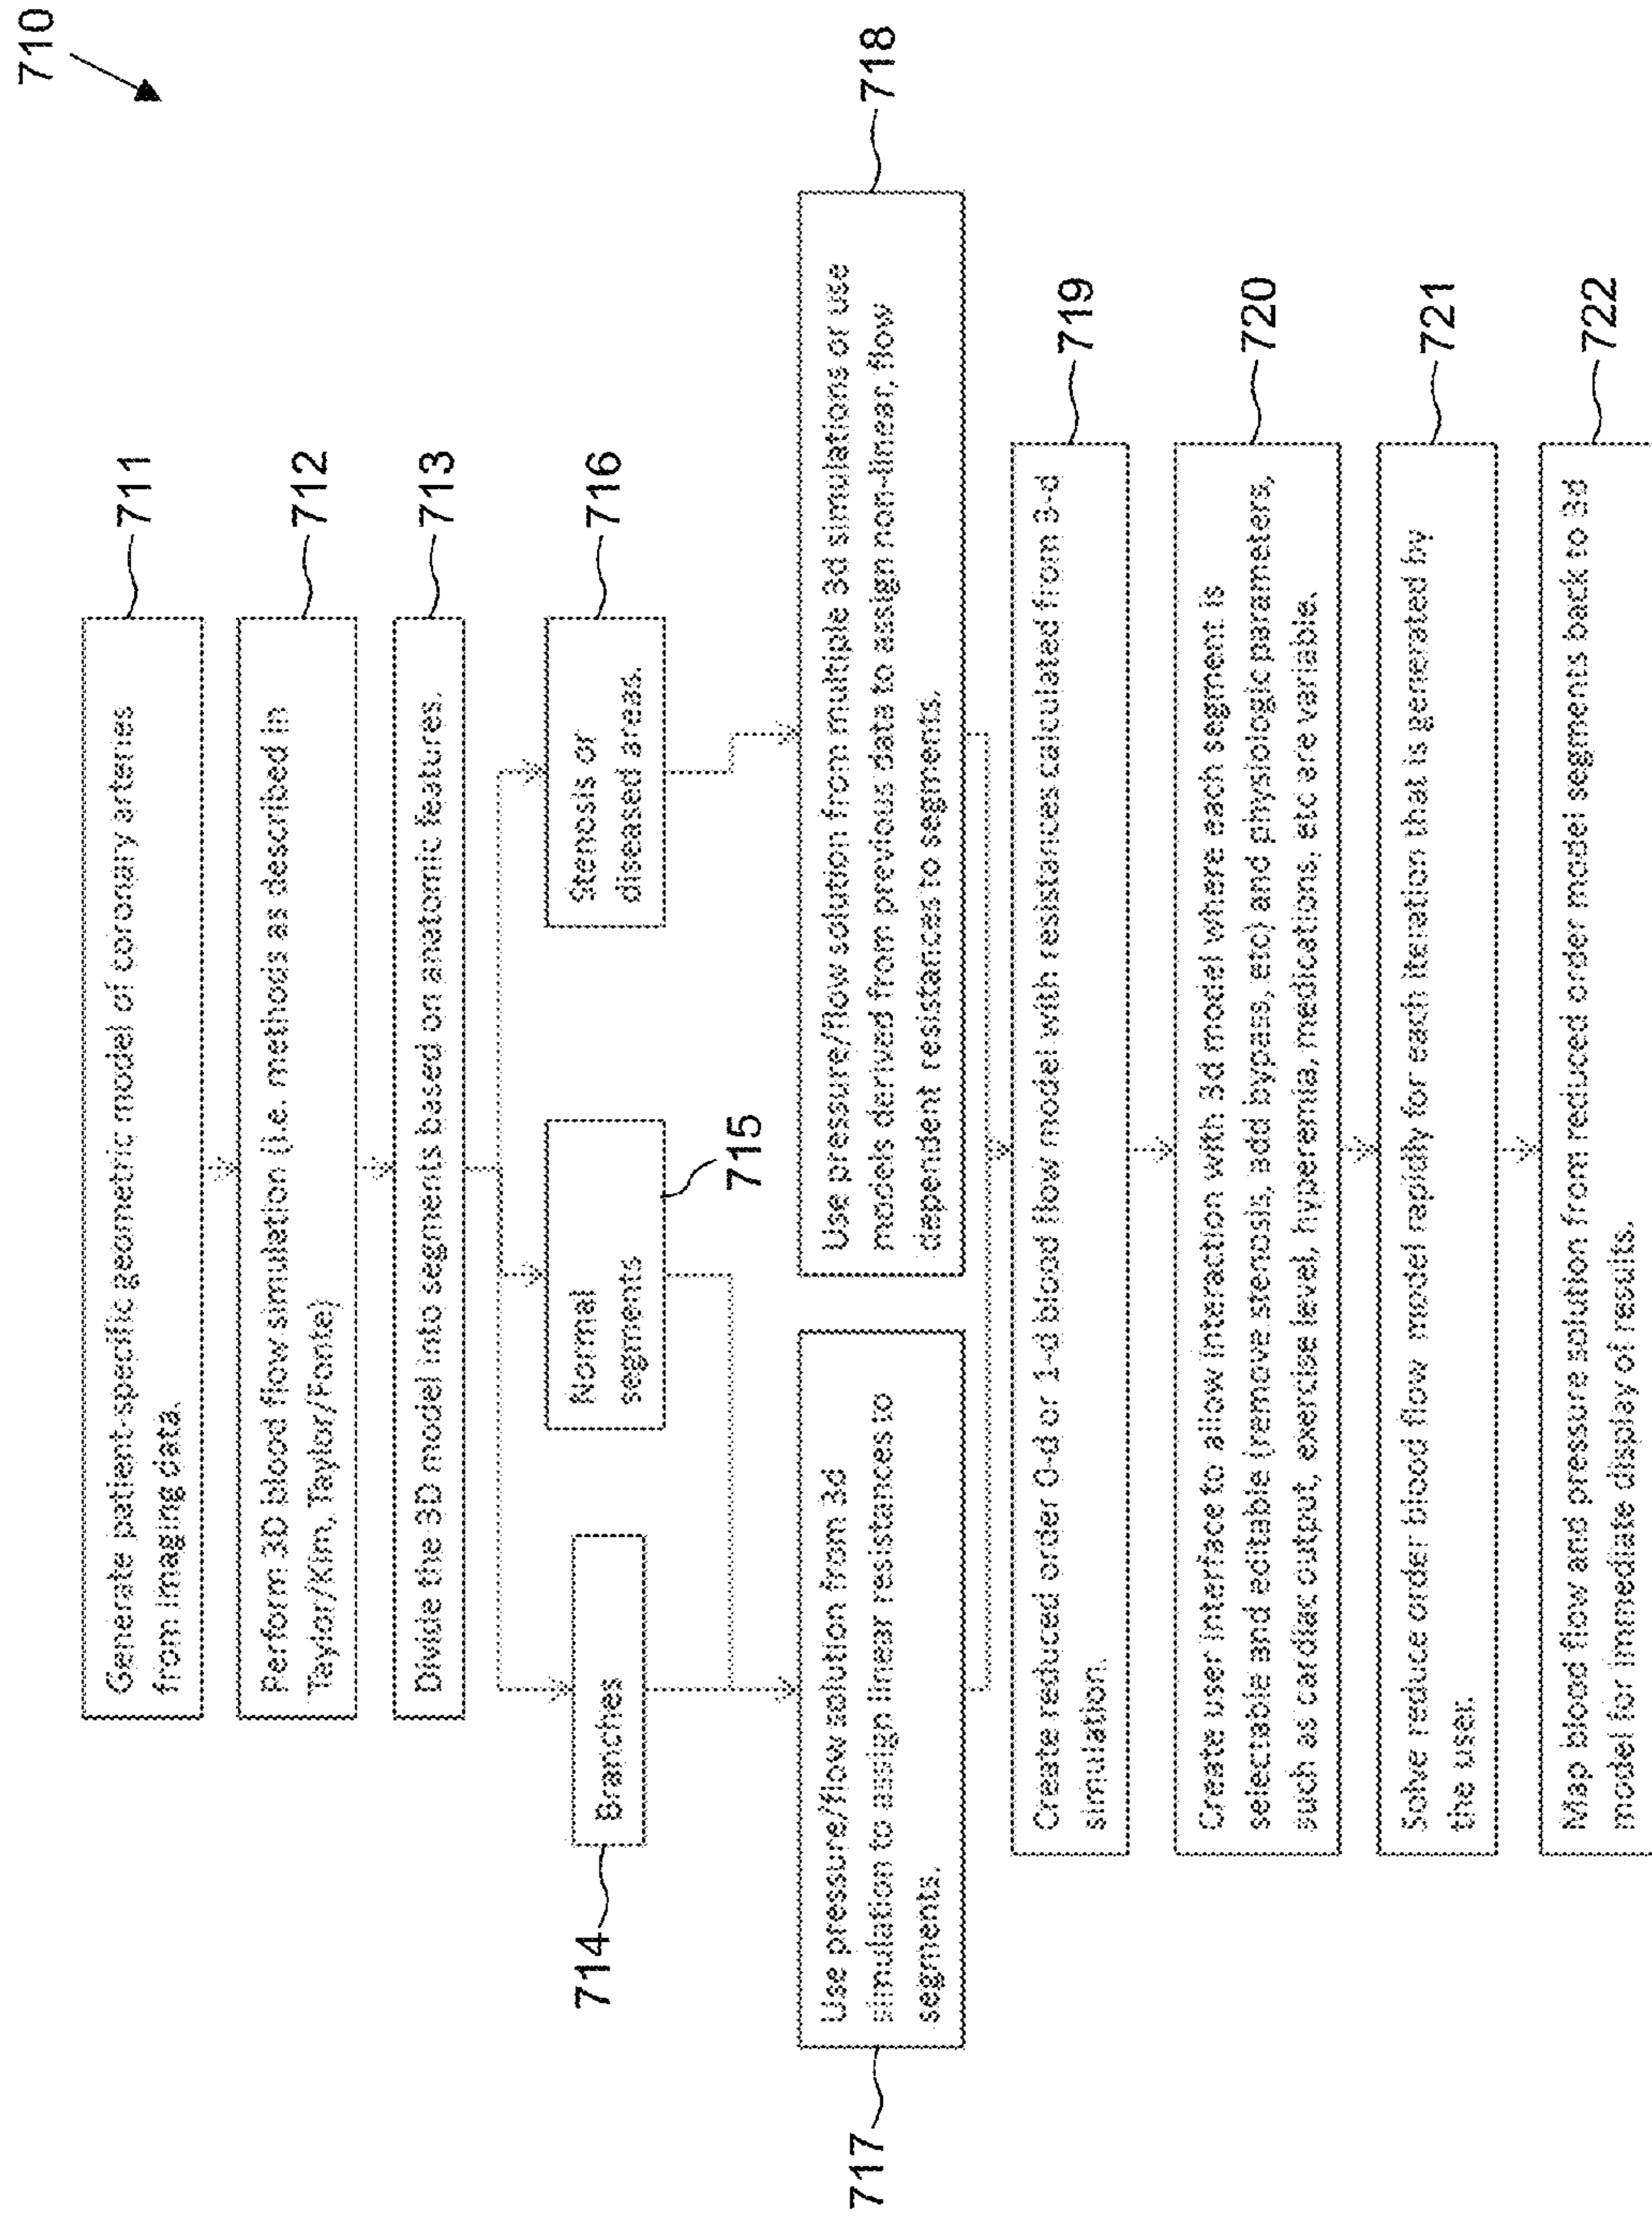 710
Generate patient-specific geometric model of coronary arteries
from imaging data.
711
Perform 3D blood flow simulation (i.e. methods as described in
Taylor/Kim, Taylor/Fonte)
712
Divide the 3D model into segments based on anatomic features.
713
714
Branches
Normal
segments
715
Stenosis or
diseased areas.
716
717
Use pressure/flow solution from 3d
simulation to assign linear resistances to
segments.
Use pressure/flow solution from multiple 3d simulations or use
models derived from previous data to assign non-linear, flow
dependent resistances to segments.
718
Create reduced order 0-d or 1-d blood flow model with resistances calculated from 3-d
simulation.
719
Create user interface to allow interaction with 3d model where each segment is
selectable and editable (remove stenosis, add bypass, etc) and physiologic parameters,
such as cardiac output, exercise level, hyperemia, medications, etc are variable.
720
Solve reduce order blood flow model rapidly for each iteration that is generated by
the user.
721
Map blood flow and pressure solution from reduced order model segments back to 3d
model for immediate display of results.
722